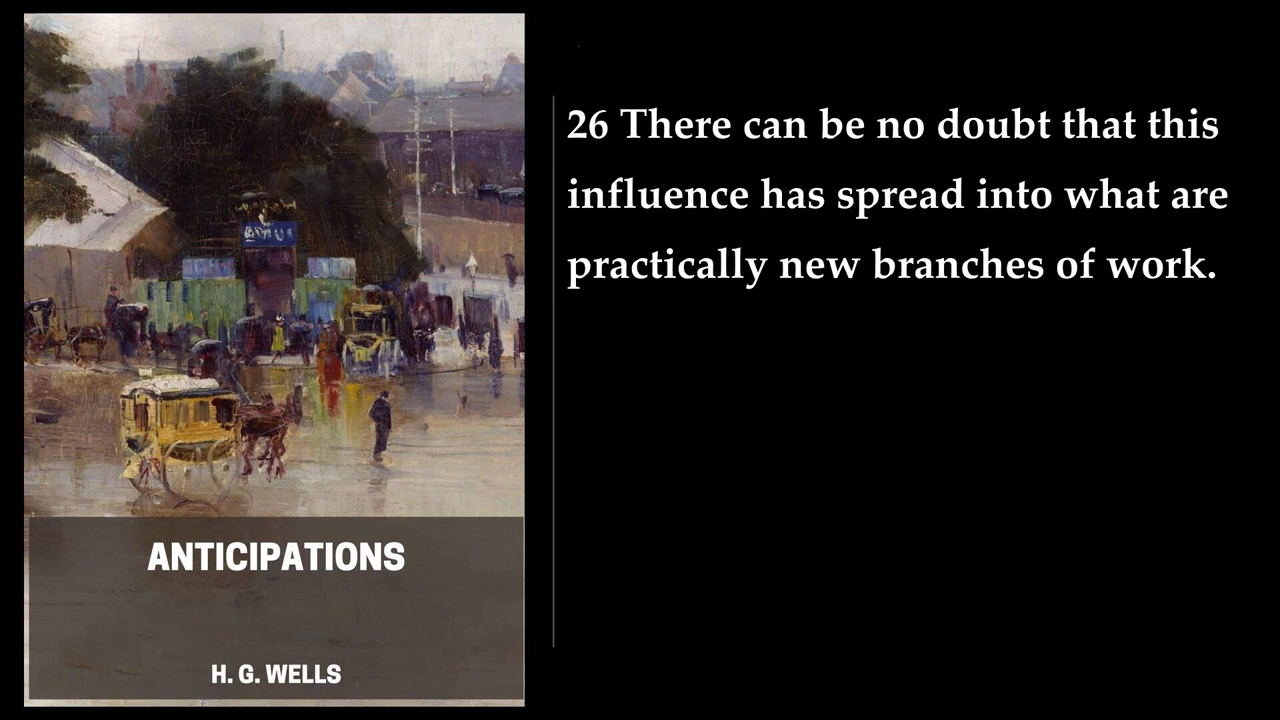 26 There can be no doubt that this
influence has spread into what are
practically new branches of work.
ANTICIPATIONS
H. G. WELLS